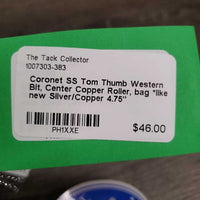 The Tack Collector
1007303-383
Coronet SS Tom Thumb Western
Bit, Center Copper Roller, bag *like
new Silver/Copper 4.75"
PH1XXE
$46.00